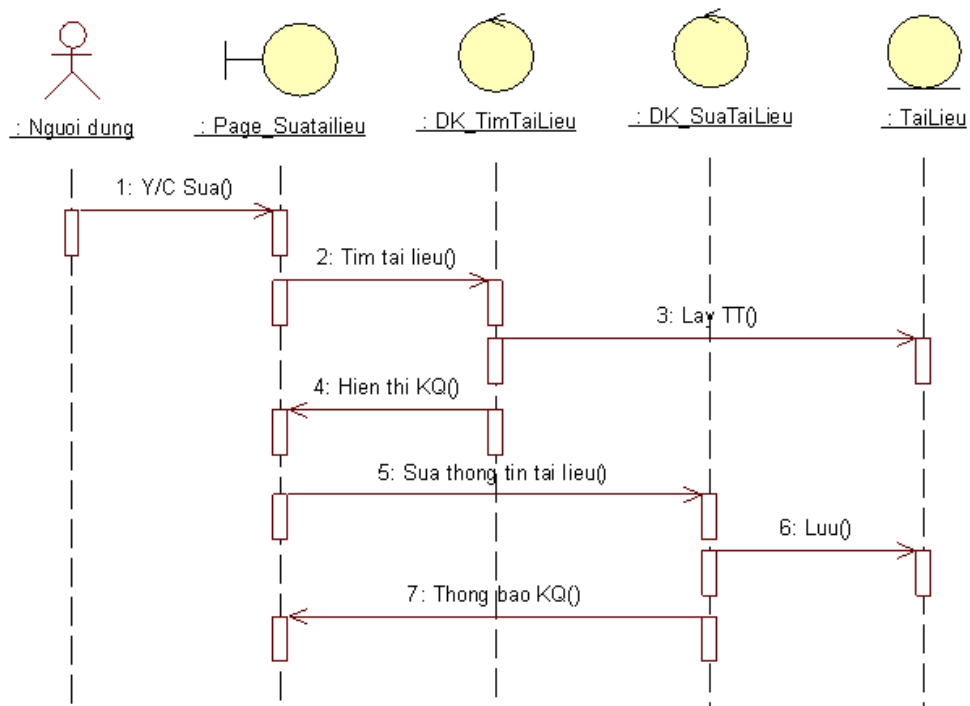 : Nguoi dung
: Page_Suatailieu
: DK_TimTaiLieu
: DK_SuaTaiLieu
: TaiLieu
1: Y/C Sua()
2: Tim tai lieu()
3: Lay TT()
4: Hien thi KQ()
5: Sua thong tin tai lieu()
6: Luu()
7: Thong bao KQ()